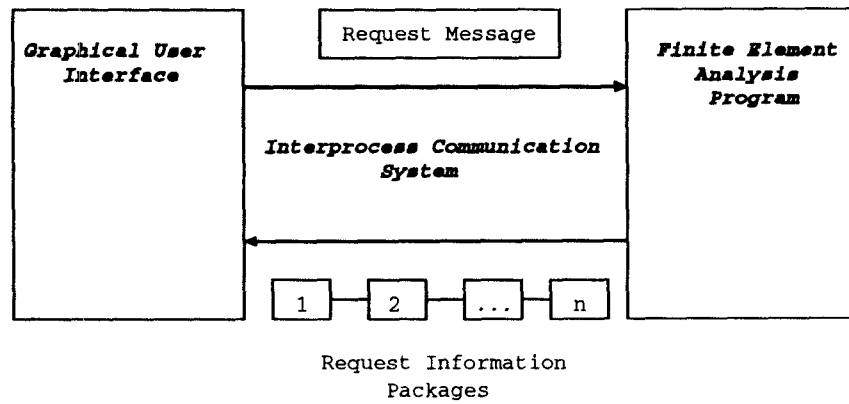 Graphical User
Interface
Request Message
Finite Element
Analysis
Program
Interprocess Communication
System
1
2
...
n
Request Information
Packages